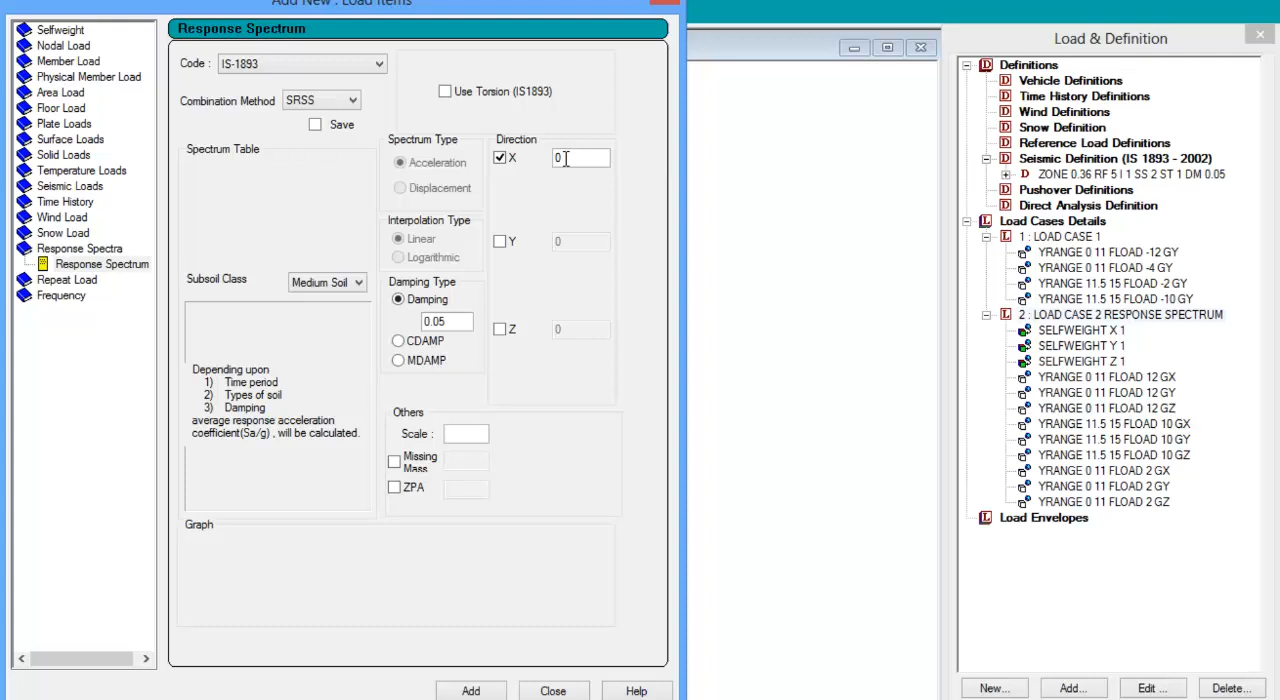 Add New : Load Items
Selfweight
Nodal Load
Member Load
Physical Member Load
Area Load
Floor Load
Plate Loads
Surface Loads
Solid Loads
Temperature Loads
Seismic Loads
Time History
Wind Load
Snow Load
Response Spectra
Response Spectrum
Repeat Load
Frequency
Response Spectrum
Code :
IS-1893
Combination Method
SRSS
Save
Use Torsion (IS1893)
Spectrum Table
Spectrum Type
Acceleration
Displacement
Interpolation Type
Linear
Logarithmic
Subsoil Class
Medium Soil
Damping Type
Damping
0.05
CDAMP
MDAMP
Direction
X
0
Y
0
Z
0
Depending upon
1) Time period
2) Types of soil
3) Damping
average response acceleration
coefficient(Sa/g) , will be calculated.
Others
Scale :
Missing
Mass
ZPA
Graph
Add
Close
Help
Load & Definition
Definitions
Vehicle Definitions
Time History Definitions
Wind Definitions
Snow Definition
Reference Load Definitions
Seismic Definition (IS 1893 - 2002)
ZONE 0.36 RF 5 I 1 SS 2 ST 1 DM 0.05
Pushover Definitions
Direct Analysis Definition
Load Cases Details
1 : LOAD CASE 1
YRANGE 0 11 FLOAD -12 GY
YRANGE 0 11 FLOAD -4 GY
YRANGE 11.5 15 FLOAD -2 GY
YRANGE 11.5 15 FLOAD -10 GY
2 : LOAD CASE 2 RESPONSE SPECTRUM
SELFWEIGHT X 1
SELFWEIGHT Y 1
SELFWEIGHT Z 1
YRANGE 0 11 FLOAD 12 GX
YRANGE 0 11 FLOAD 12 GY
YRANGE 0 11 FLOAD 12 GZ
YRANGE 11.5 15 FLOAD 10 GX
YRANGE 11.5 15 FLOAD 10 GY
YRANGE 11.5 15 FLOAD 10 GZ
YRANGE 0 11 FLOAD 2 GX
YRANGE 0 11 FLOAD 2 GY
YRANGE 0 11 FLOAD 2 GZ
Load Envelopes
New...
Add...
Edit ...
Delete...